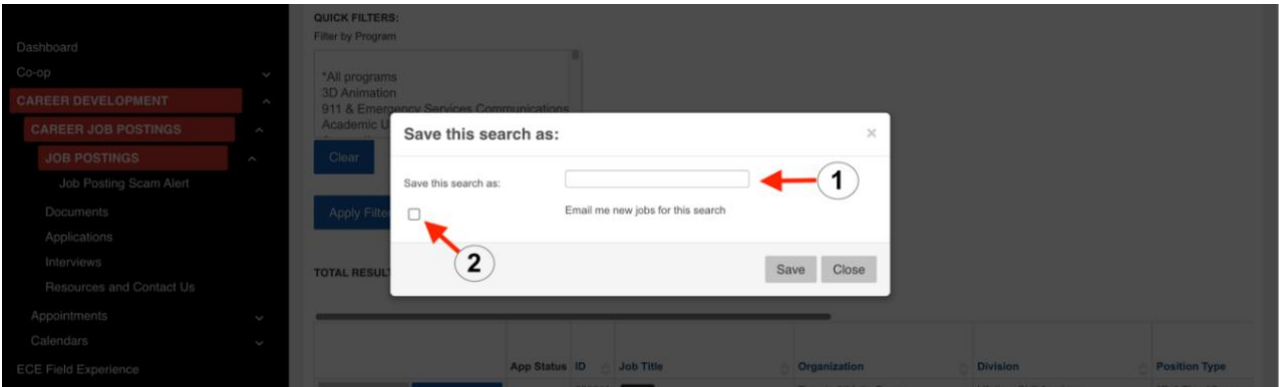 Dashboard
Co-op
CAREER DEVELOPMENT
CAREER JOB POSTINGS
JOB POSTINGS
Job Posting Scam Alert
Documents
Applications
Interviews
Resources and Contact Us
Appointments
Calendars
ECE Field Experience
QUICK FILTERS:
Filter by Program
*All programs
3D Animation
911 & Emergency Services Communications
Academic
Clear
Apply
TOTAL
Save this search as:
×
Save this search as:
1
Email me new jobs for this search
2
Save Close
App Status ID Job Title Organization Division Position Type